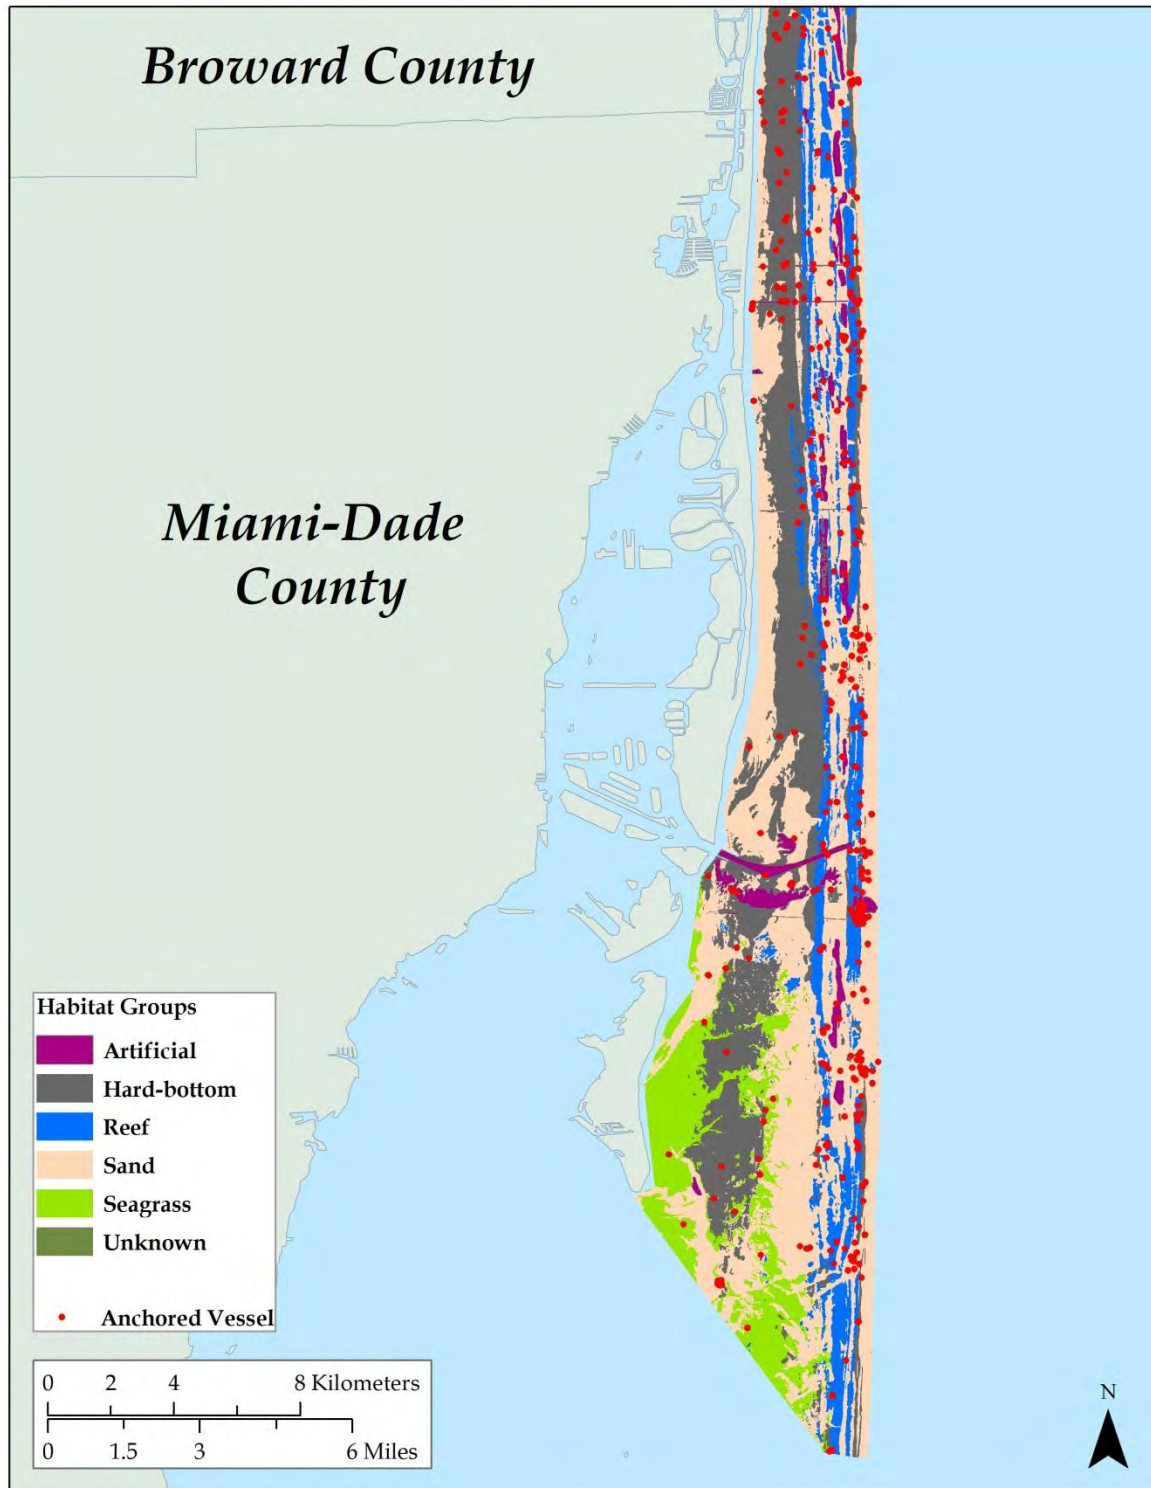 Broward County
Miami-Dade
County
Habitat Groups
Artificial
Hard-bottom
Reef
Sand
Seagrass
Unknown
Anchored Vessel
0 2 4 8 Kilometers
0 1.5 3 6 Miles
N